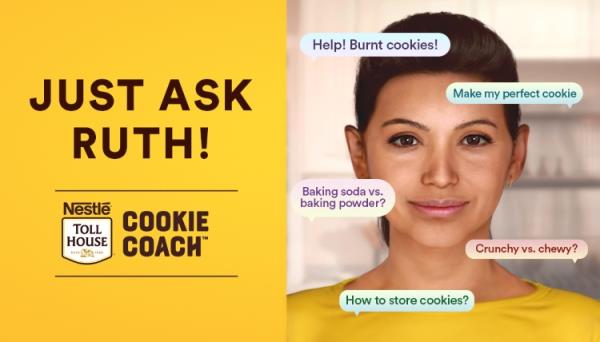 JUST ASK
RUTH!
Nestlé
TOLL
HOUSE
COOKIE
COACH™
Help! Burnt cookies!
Make my perfect cookie
Baking soda vs.
baking powder?
Crunchy vs. chewy?
How to store cookies?